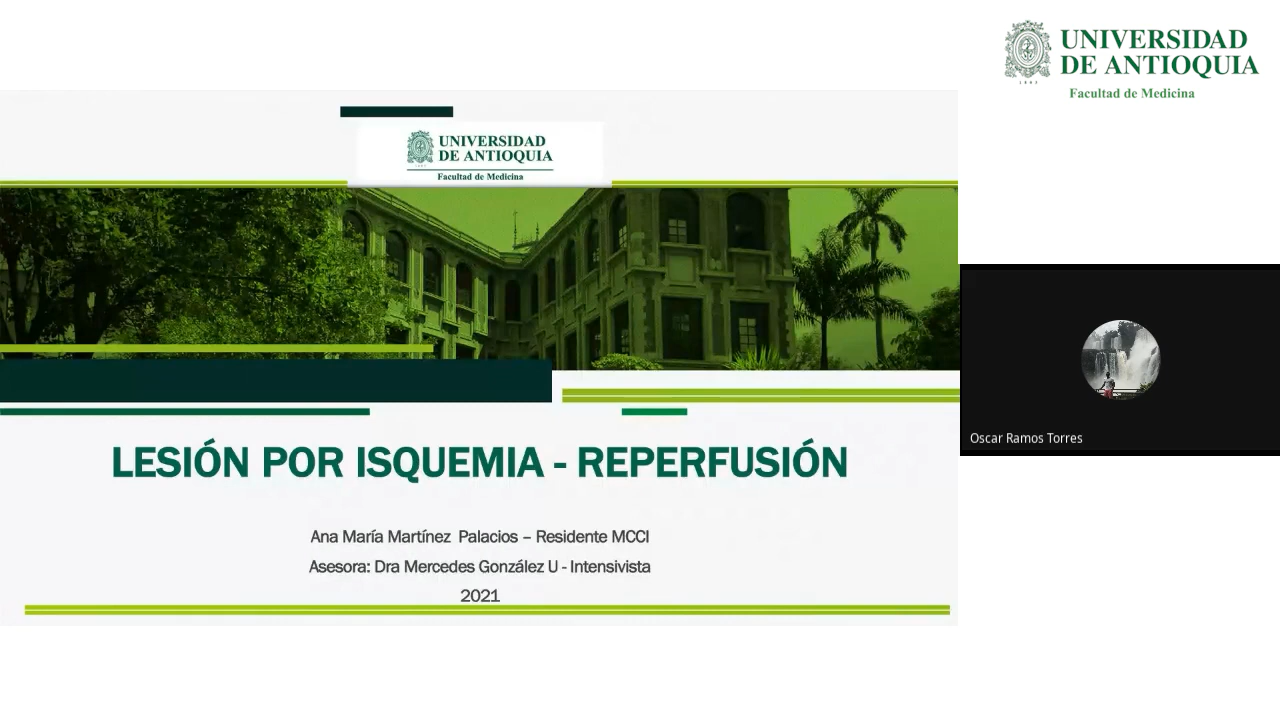 UNIVERSIDAD
DE ANTIOQUIA
1803
Facultad de Medicina
UNIVERSIDAD
DE ANTIOQUIA
Facultad de Medicina
LESIÓN POR ISQUEMIA - REPERFUSIÓN
Ana María Martínez Palacios – Residente MCCI
Asesora: Dra Mercedes González U - Intensivista
2021
Oscar Ramos Torres